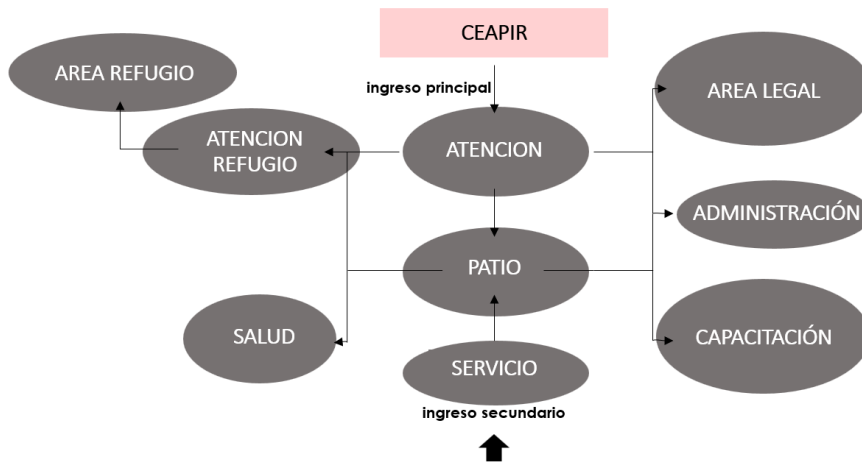 CEAPIR
ingreso principal
AREA REFUGIO
AREA LEGAL
ATENCION
REFUGIO
ATENCION
ADMINISTRACIÓN
PATIO
SALUD
CAPACITACIÓN
SERVICIO
ingreso secundario